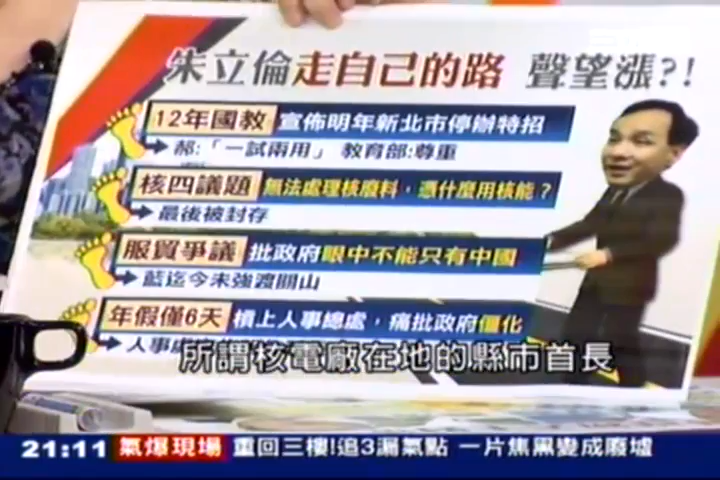 朱立倫走自己的路 聲望漲?!
12年國教 宣佈明年新北市停辦特招
郝:「一試兩用」 教育部:尊重
核四議題 無法處理核廢料，憑什麼用核能？
最後被封存
服貿爭議 批政府眼中不能只有中國
藍迄今未強渡關山
年假僅6天 槓上人事總處，痛批政府僵化
人事
所謂核電廠在地的縣市首長
21:11 氣爆現場 重回三樓!追3漏氣點 一片焦黑變成廢墟